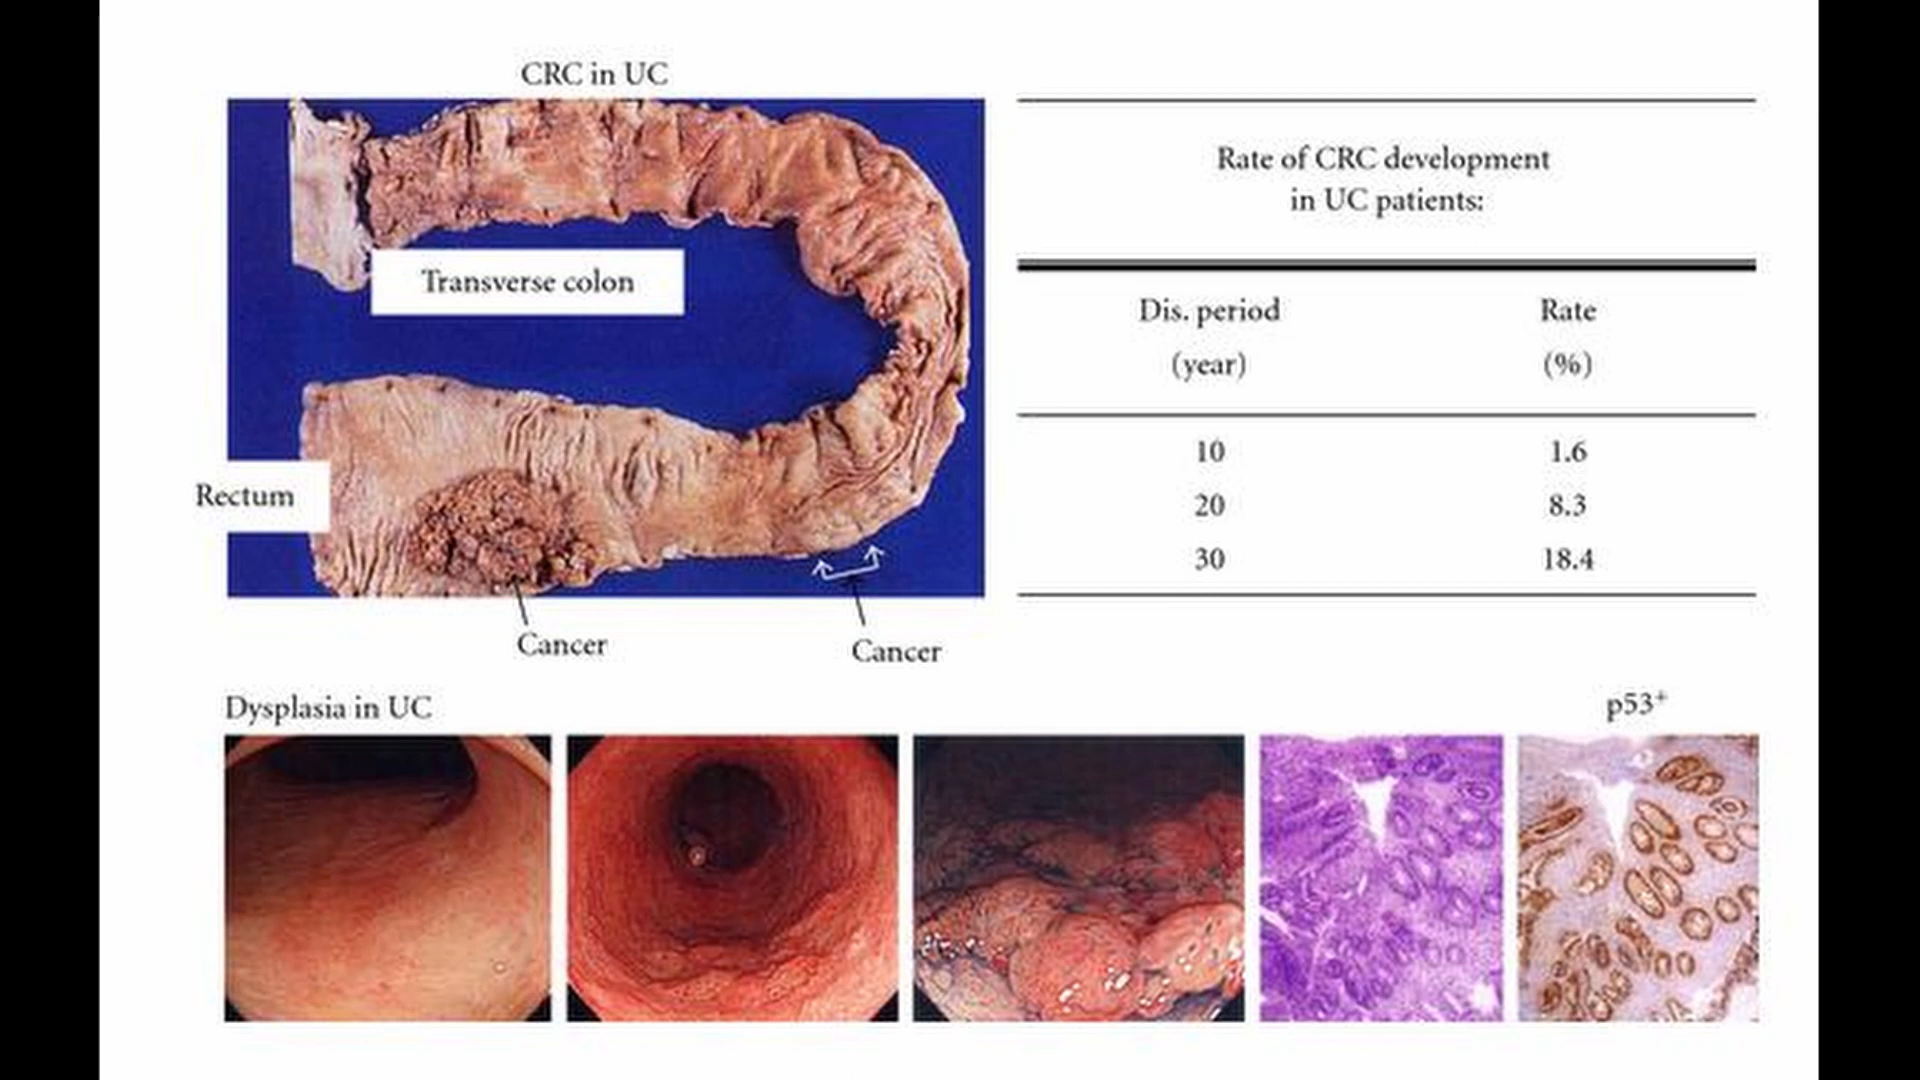 CRC in UC
Transverse colon
Rectum
Cancer
Cancer
Rate of CRC development
in UC patients:
Dis. period Rate
(year) (%)
10 1.6
20 8.3
30 18.4
Dysplasia in UC
p53⁺